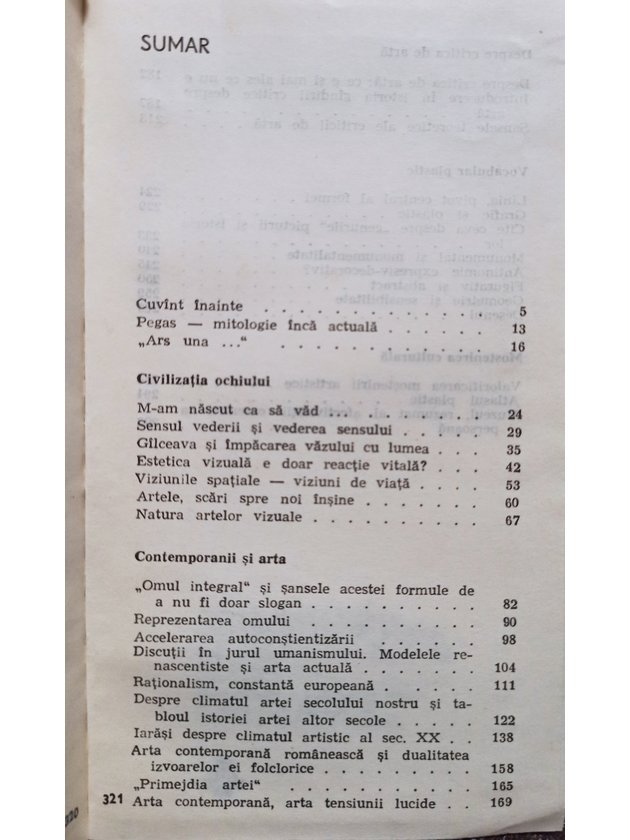 SUMAR
Cuvînt înainte . . . . . . . . . . . 5
Pegas — mitologie încă actuală . . . . . 13
„Ars una ...“ . . . . . . . . . . 16
Civilizația ochiului
M-am născut ca să văd ... . . . . . . . 24
Sensul vederii și vederea sensului . . . . . 29
Gîlceava și împăcarea văzului cu lumea . . . 35
Estetica vizuală e doar reacție vitală? . . . 42
Viziunile spațiale — viziuni de viață . . . . 53
Artele, scări spre noi înșine . . . . . . . 60
Natura artelor vizuale . . . . . . . . . 67
Contemporanii și arta
„Omul integral“ și șansele acestei formule de
a nu fi doar slogan . . . . . . . . . 82
Reprezentarea omului . . . . . . . . . 90
Accelerarea autoconștientizării . . . . . . 98
Discuții în jurul umanismului. Modelele re-
nascentiste și arta actuală . . . . . . . 104
Raționalism, constantă europeană . . . . . 111
Despre climatul artei secolului nostru și ta-
bloul istoriei artei altor secole . . . . . 122
Iarăși despre climatul artistic al sec. XX . . 138
Arta contemporană românească și dualitatea
izvoarelor ei folclorice . . . . . . . . 158
„Primejdia artei“ . . . . . . . . . . 165
321 Arta contemporană, arta tensiunii lucide . . 169
320